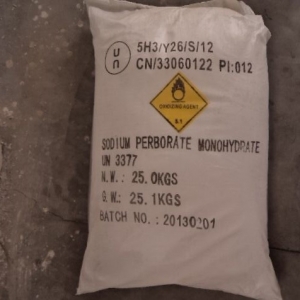 u
n
5H3/Y26/S/12
CN/33060122 PI:012
OXIDIZING AGENT
5.1
SODIUM PERBORATE MONOHYDRATE
UN 3377
N.W.: 25.0KGS
G.W.: 25.1KGS
BATCH NO.: 20130201